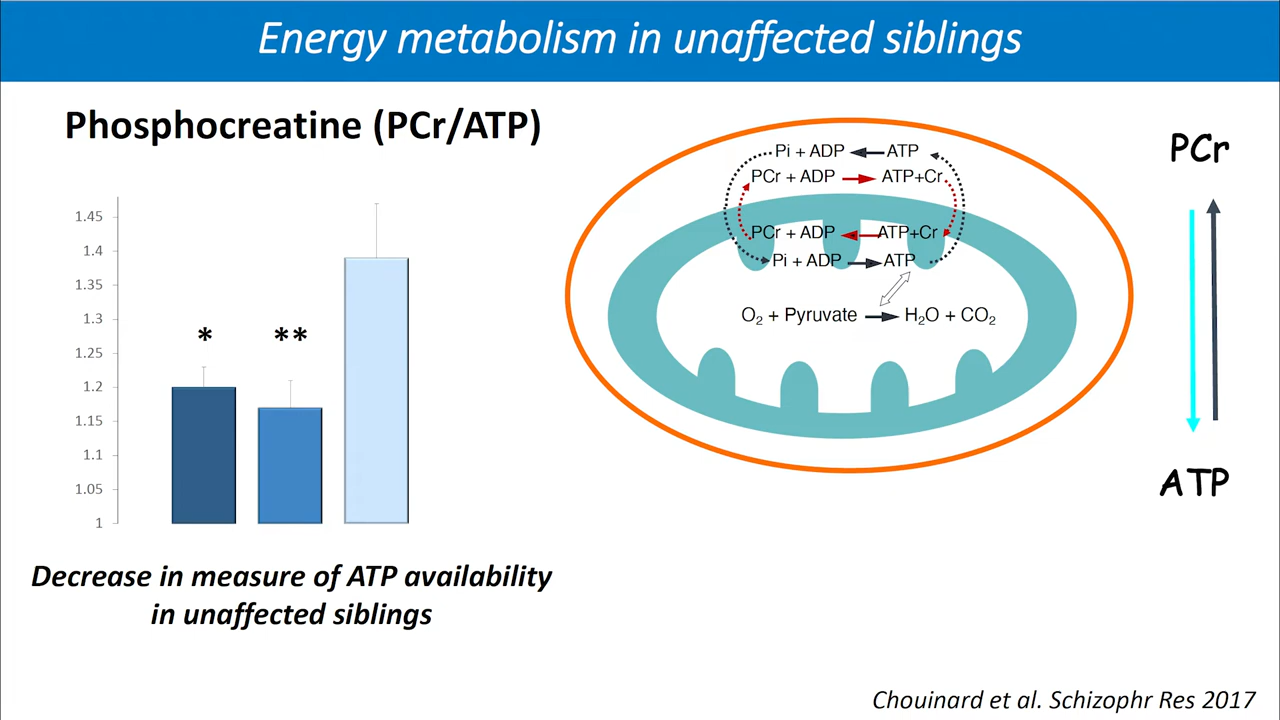 Energy metabolism in unaffected siblings
Phosphocreatine (PCr/ATP)
1.45
1.4
1.35
1.3
1.25
1.2
1.15
1.1
1.05
1
*
**
Decrease in measure of ATP availability
in unaffected siblings
Pi + ADP ATP
PCr + ADP ATP+Cr
PCr + ADP ATP+Cr
Pi + ADP ATP
O₂ + Pyruvate H₂O + CO₂
PCr
ATP
Chouinard et al. Schizophr Res 2017